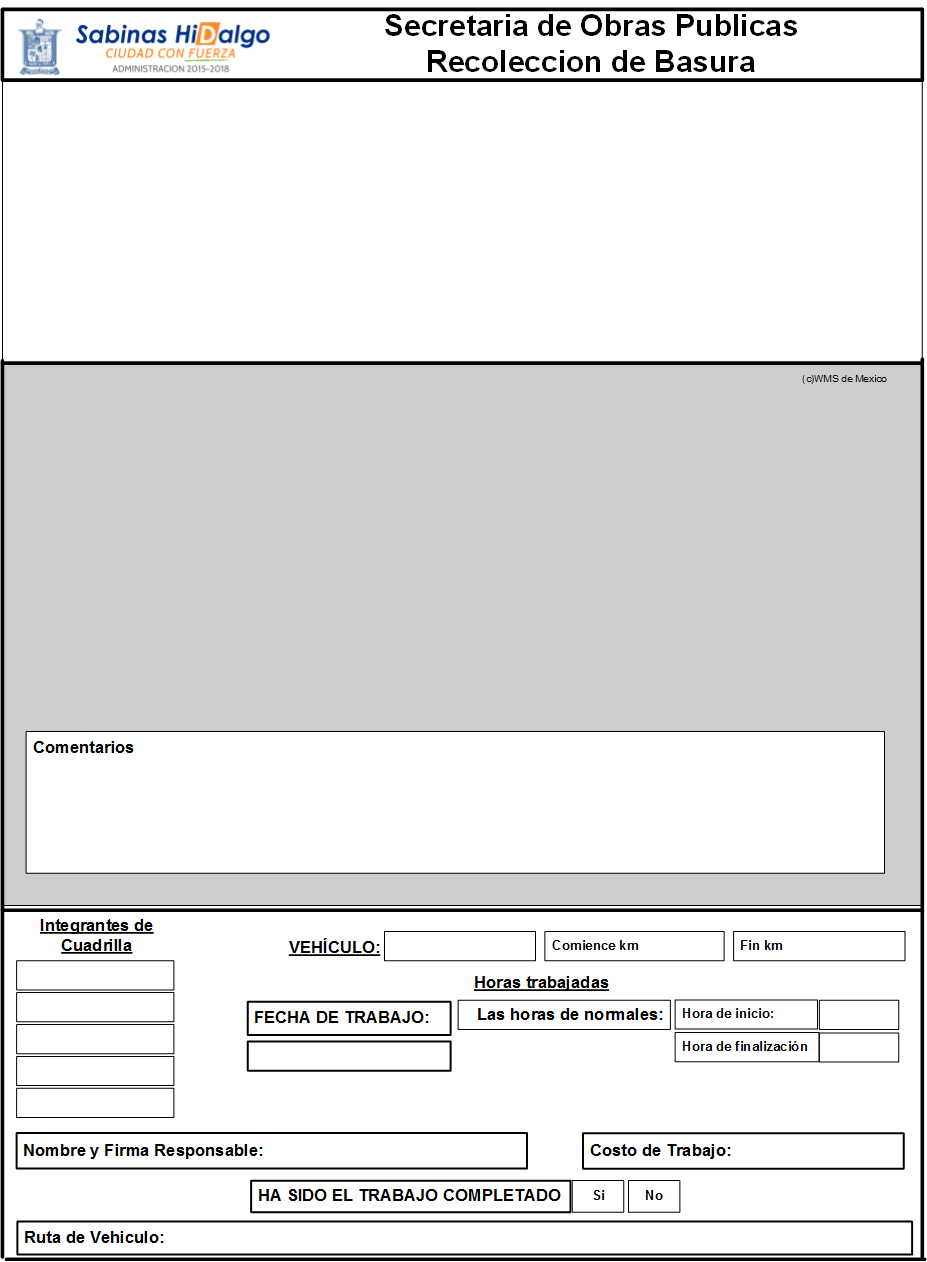 Sabinas HiDalgo
CIUDAD CON FUERZA
ADMINISTRACION 2015-2018
Secretaria de Obras Publicas
Recoleccion de Basura
(c)WMS de Mexico
Comentarios
Integrantes de
Cuadrilla
VEHÍCULO:
Comience km
Fin km
Horas trabajadas
FECHA DE TRABAJO:
Las horas de normales:
Hora de inicio:
Hora de finalización
Nombre y Firma Responsable:
Costo de Trabajo:
HA SIDO EL TRABAJO COMPLETADO
Si
No
Ruta de Vehiculo: